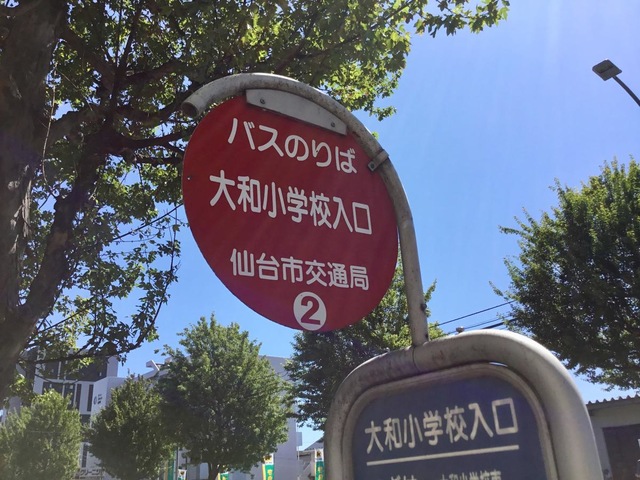 バスのりば
大和小学校入口
仙台市交通局
2
大和小学校入口